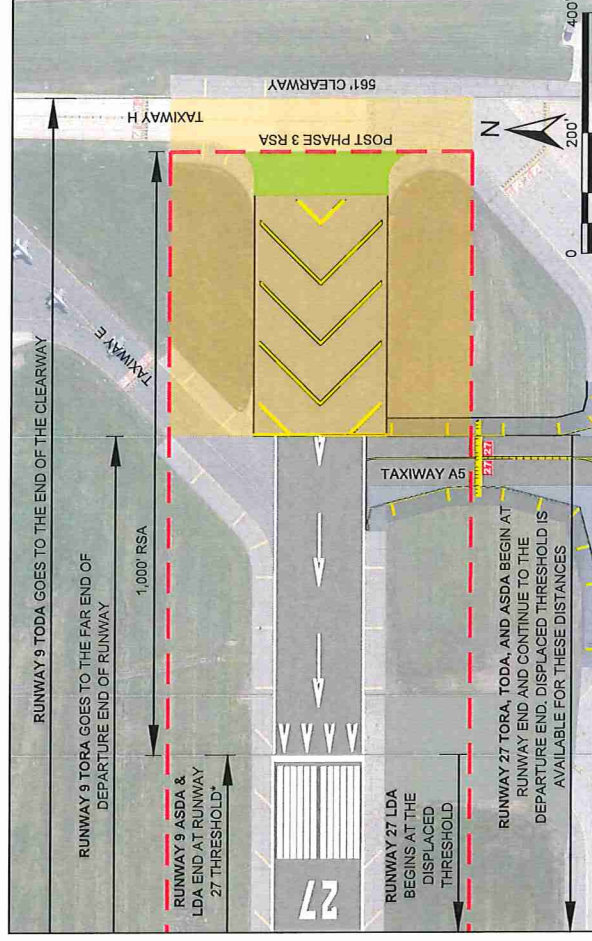 RUNWAY 9 TODA GOES TO THE END OF THE CLEARWAY
RUNWAY 9 TORA GOES TO THE FAR END OF
DEPARTURE END OF RUNWAY
1,000' RSA
RUNWAY 9 ASDA &
LDA END AT RUNWAY
27 THRESHOLD*
RUNWAY 27 LDA
BEGINS AT THE
DISPLACED
THRESHOLD
27
RUNWAY 27 TORA, TODA, AND ASDA BEGIN AT
RUNWAY END AND CONTINUE TO THE
DEPARTURE END. DISPLACED THRESHOLD IS
AVAILABLE FOR THESE DISTANCES
TAXIWAY E
TAXIWAY A5
27-27
TAXIWAY H
561' CLEARWAY
POST PHASE 3 RSA
N
0
200'
400'